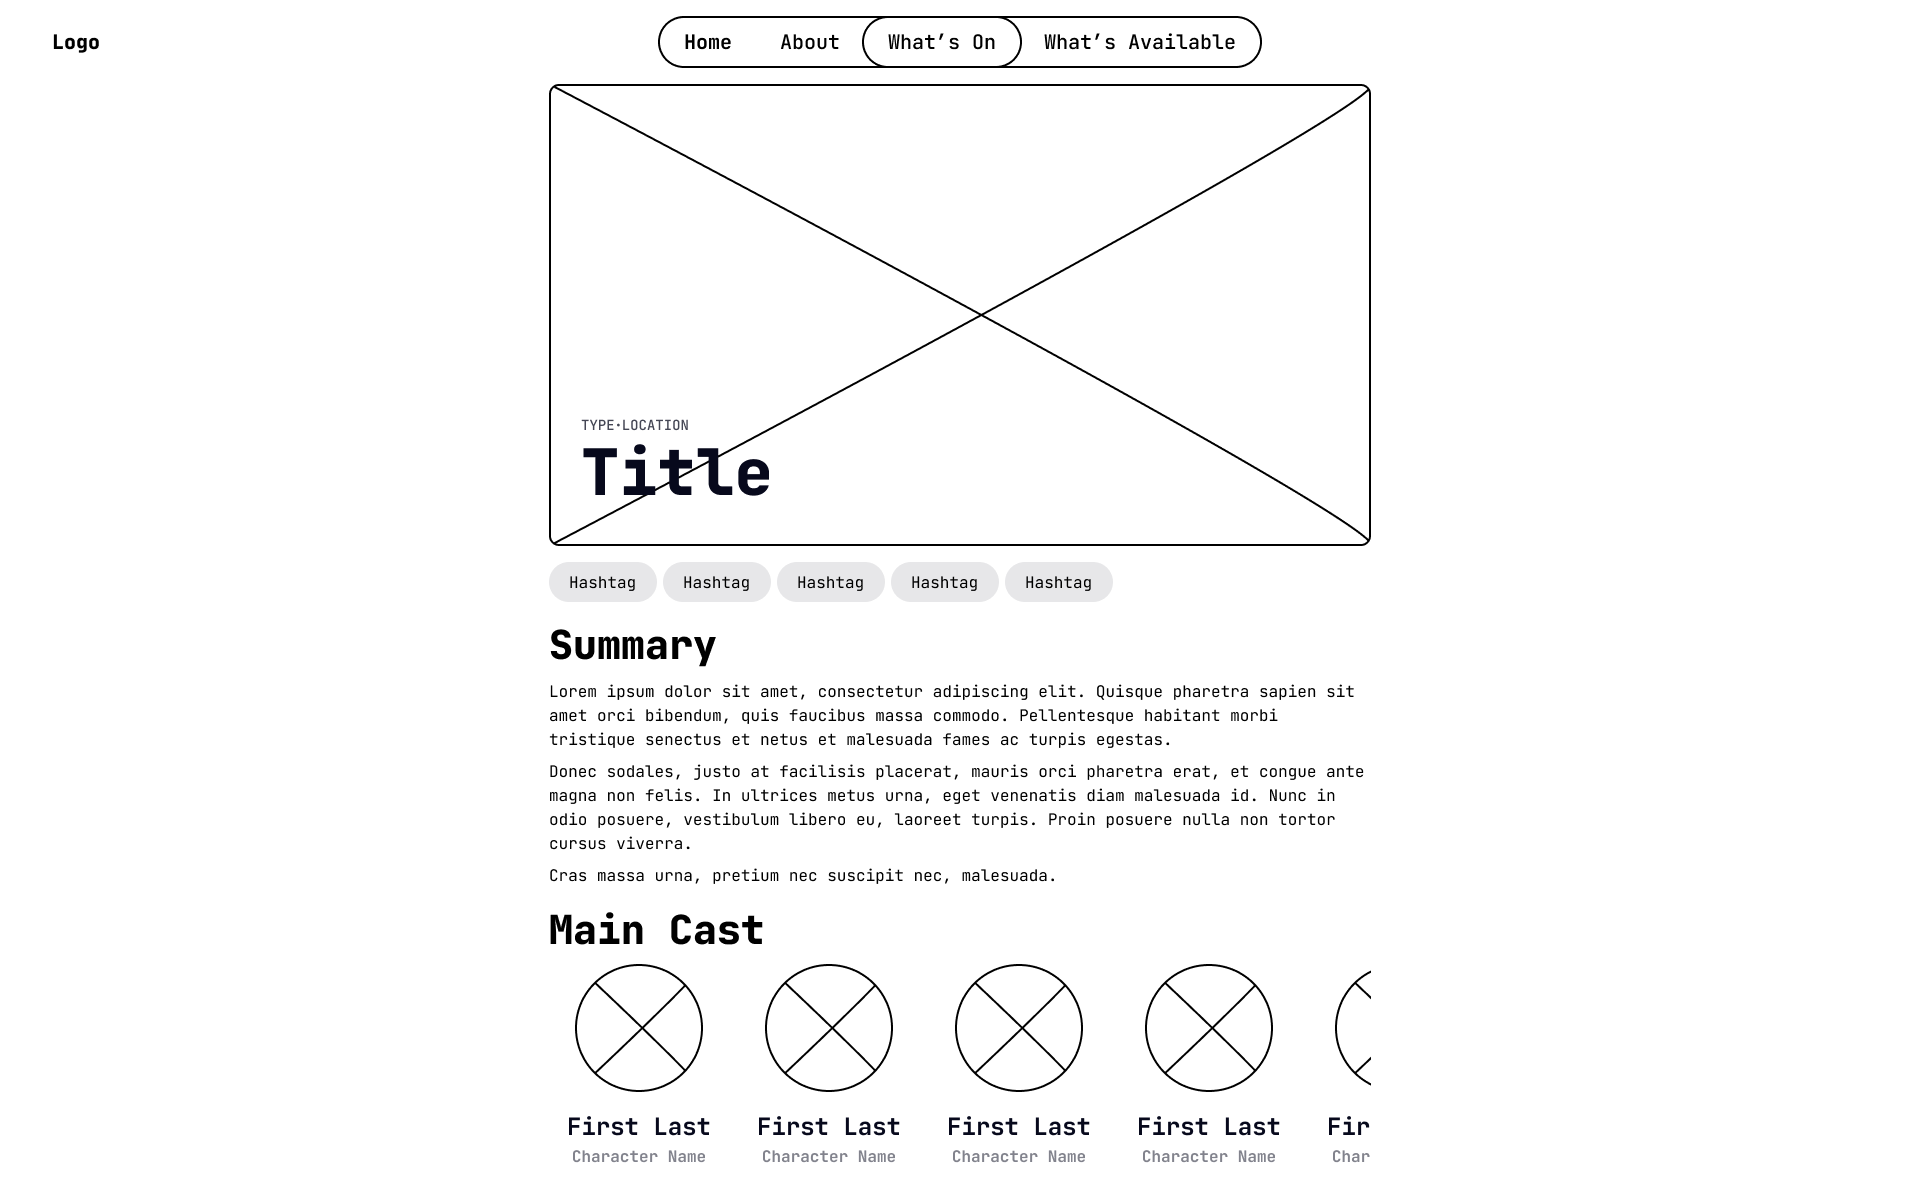 Logo
Home About What’s On What’s Available
TYPE·LOCATION
Title
Hashtag Hashtag Hashtag Hashtag Hashtag
Summary
Lorem ipsum dolor sit amet, consectetur adipiscing elit. Quisque pharetra sapien sit
amet orci bibendum, quis faucibus massa commodo. Pellentesque habitant morbi
tristique senectus et netus et malesuada fames ac turpis egestas.
Donec sodales, justo at facilisis placerat, mauris orci pharetra erat, et congue ante
magna non felis. In ultrices metus urna, eget venenatis diam malesuada id. Nunc in
odio posuere, vestibulum libero eu, laoreet turpis. Proin posuere nulla non tortor
cursus viverra.
Cras massa urna, pretium nec suscipit nec, malesuada.
Main Cast
First Last First Last First Last First Last Fir
Character Name Character Name Character Name Character Name Char